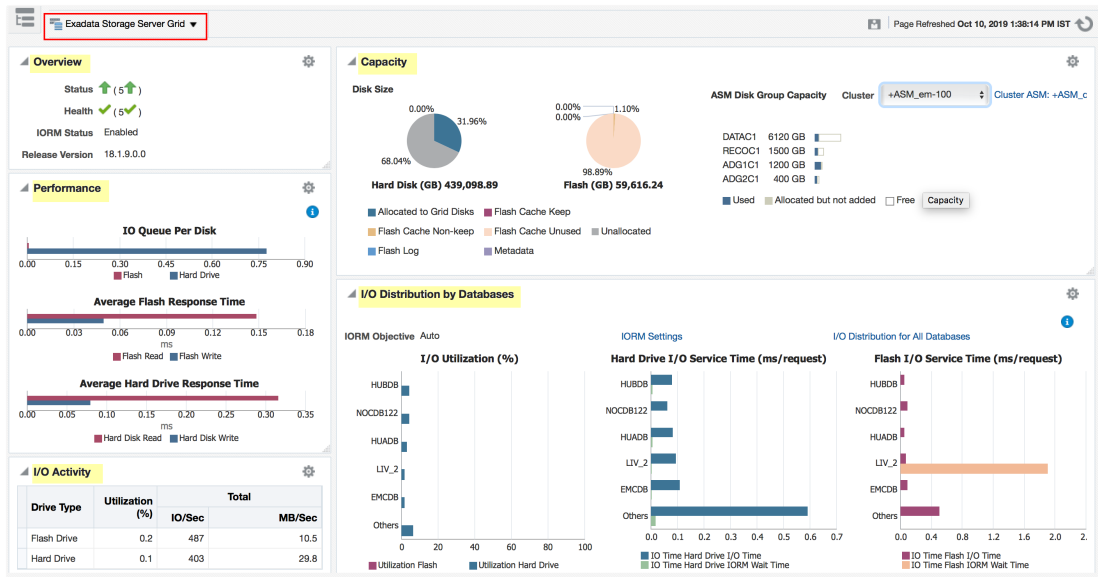 Exadata Storage Server Grid ▼
Page Refreshed Oct 10, 2019 1:38:14 PM IST
Overview
Status (5)
Health (5)
IORM Status Enabled
Release Version 18.1.9.0.0
Performance
IO Queue Per Disk
0.00 0.15 0.30 0.45 0.60 0.75 0.90
Flash Hard Drive
Average Flash Response Time
0.00 0.03 0.06 0.09 0.12 0.15 0.18
ms
Flash Read Flash Write
Average Hard Drive Response Time
0.00 0.05 0.10 0.15 0.20 0.25 0.30 0.35
ms
Hard Disk Read Hard Disk Write
I/O Activity
Drive Type Utilization (%) Total
IO/Sec MB/Sec
Flash Drive 0.2 487 10.5
Hard Drive 0.1 403 29.8
Capacity
Disk Size
0.00%
31.96%
68.04%
Hard Disk (GB) 439,098.89
0.00%
0.00%
1.10%
98.89%
Flash (GB) 59,616.24
Allocated to Grid Disks Flash Cache Keep
Flash Cache Non-keep Flash Cache Unused Unallocated
Flash Log Metadata
ASM Disk Group Capacity Cluster +ASM_em-100 Cluster ASM: +ASM_c
DATAC1 6120 GB
RECOC1 1500 GB
ADG1C1 1200 GB
ADG2C1 400 GB
Used Allocated but not added Free Capacity
I/O Distribution by Databases
IORM Objective Auto IORM Settings I/O Distribution for All Databases
I/O Utilization (%)
HUBDB
NOCDB122
HUADB
LIV_2
EMCDB
Others
0 20 40 60 80 100
Utilization Flash Utilization Hard Drive
Hard Drive I/O Service Time (ms/request)
HUBDB
NOCDB122
HUADB
LIV_2
EMCDB
Others
0.0 0.1 0.2 0.3 0.4 0.5 0.6 0.7
IO Time Hard Drive I/O Time
IO Time Hard Drive IORM Wait Time
Flash I/O Service Time (ms/request)
HUBDB
NOCDB122
HUADB
LIV_2
EMCDB
Others
0.0 0.4 0.8 1.2 1.6 2.0 2.
IO Time Flash I/O Time
IO Time Flash IORM Wait Time